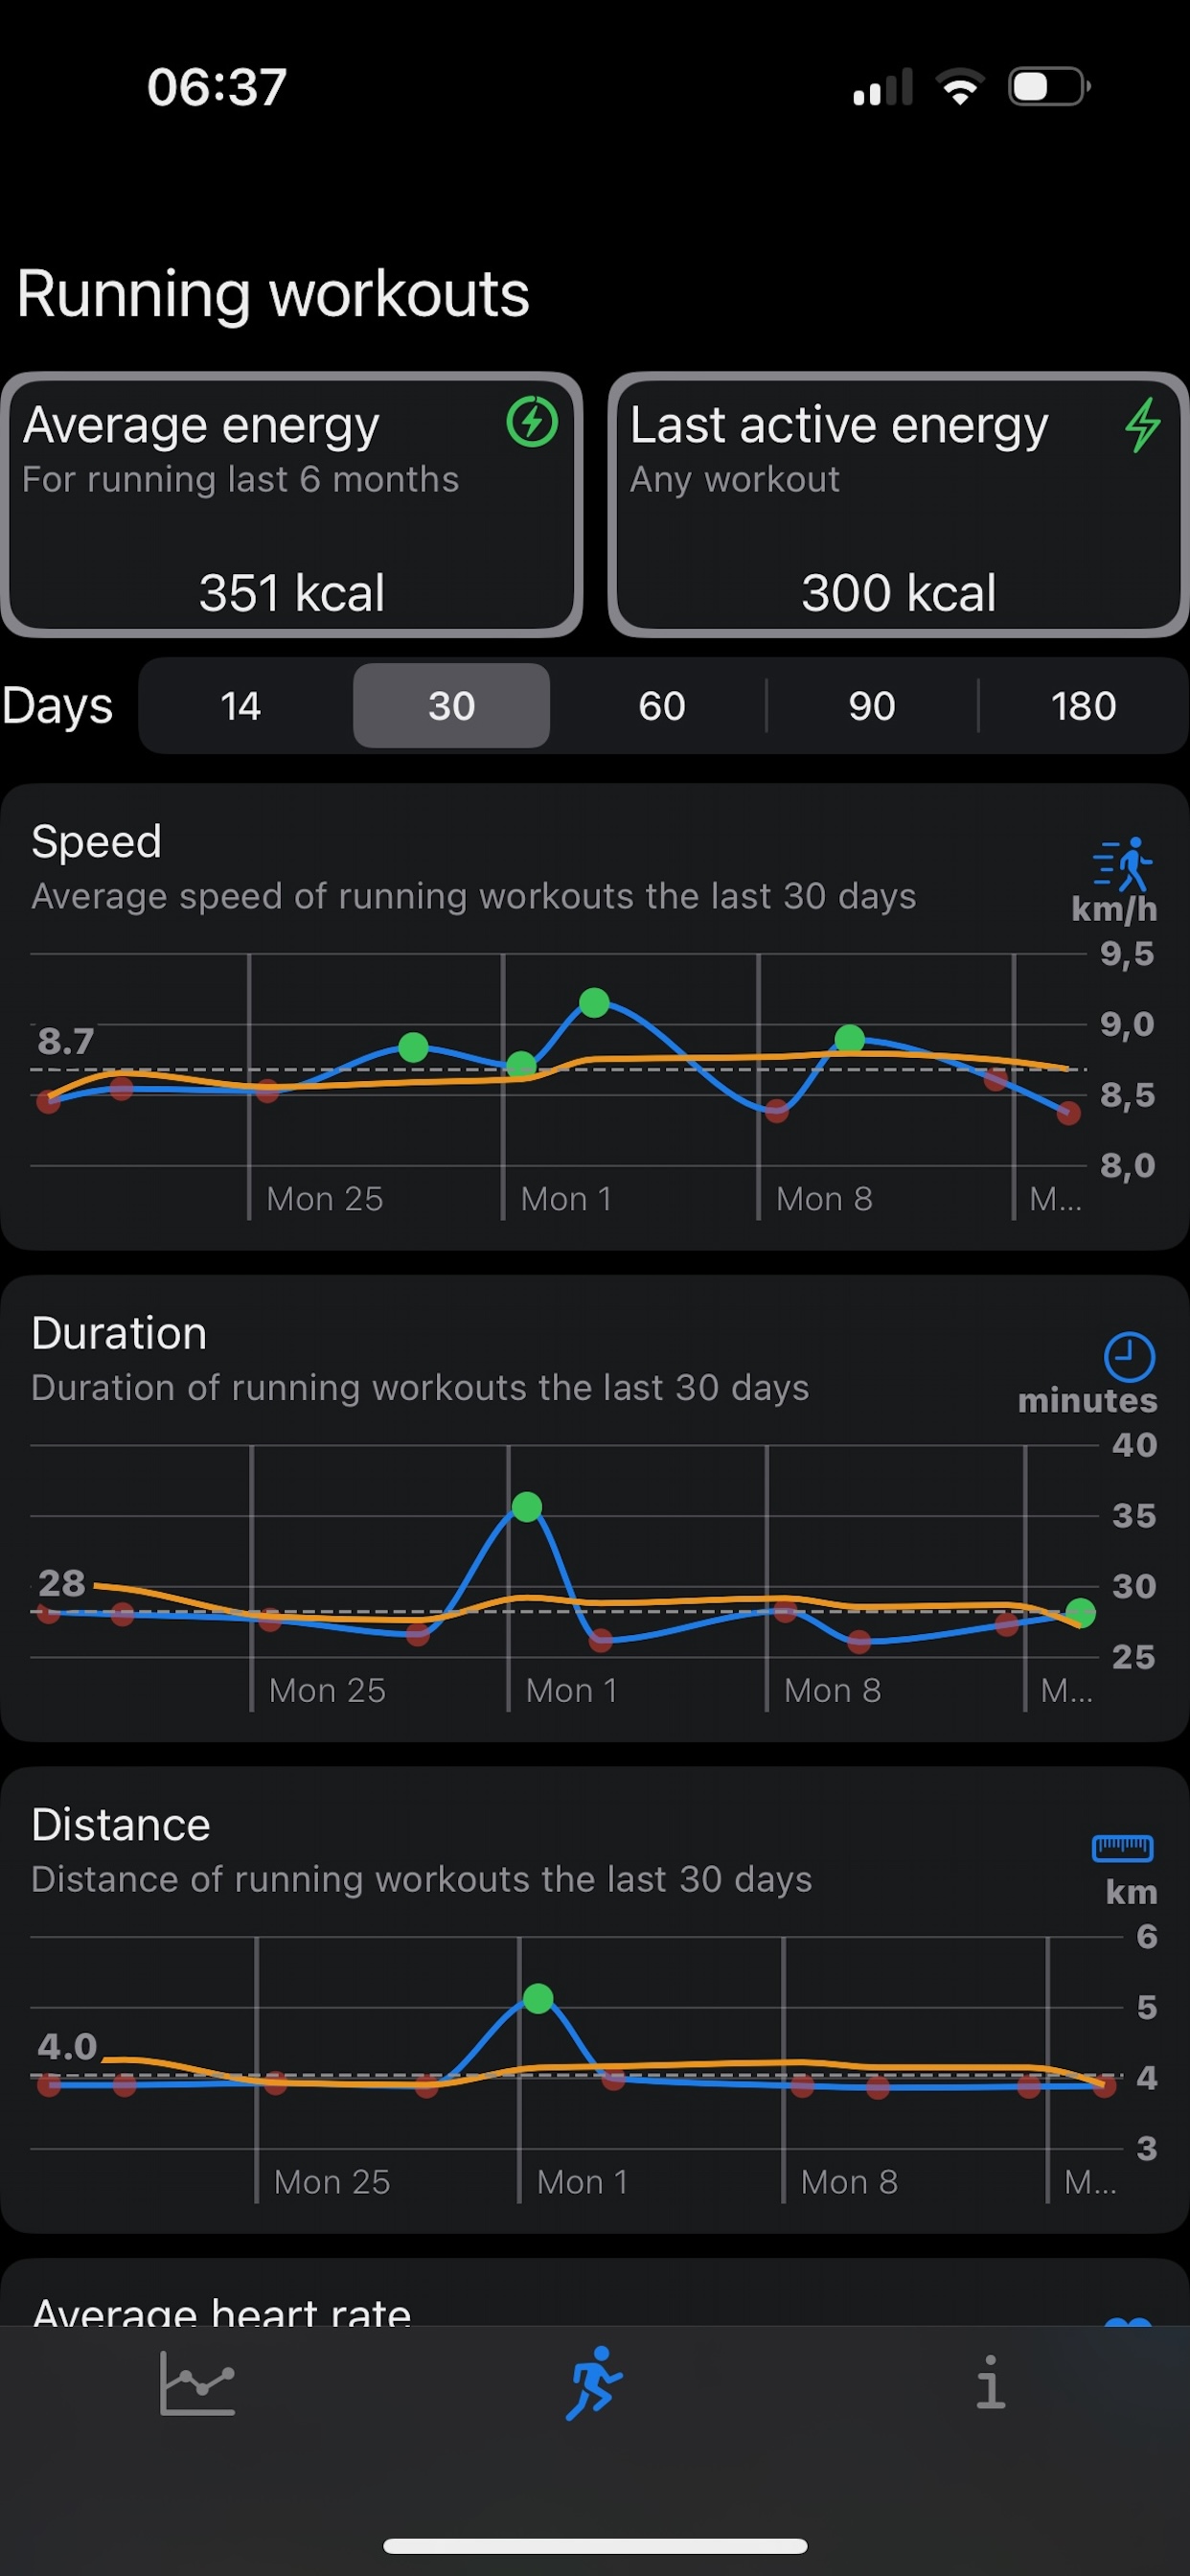 06:37
Running workouts
Average energy
For running last 6 months
351 kcal
Last active energy
Any workout
300 kcal
Days 14 30 60 90 180
Speed
Average speed of running workouts the last 30 days
km/h
9,5
9,0
8.7
8,5
8,0
Mon 25 Mon 1 Mon 8 M...
Duration
Duration of running workouts the last 30 days
minutes
40
35
30
28
25
Mon 25 Mon 1 Mon 8 M...
Distance
Distance of running workouts the last 30 days
km
6
5
4.0
4
3
Mon 25 Mon 1 Mon 8 M...
Average heart rate